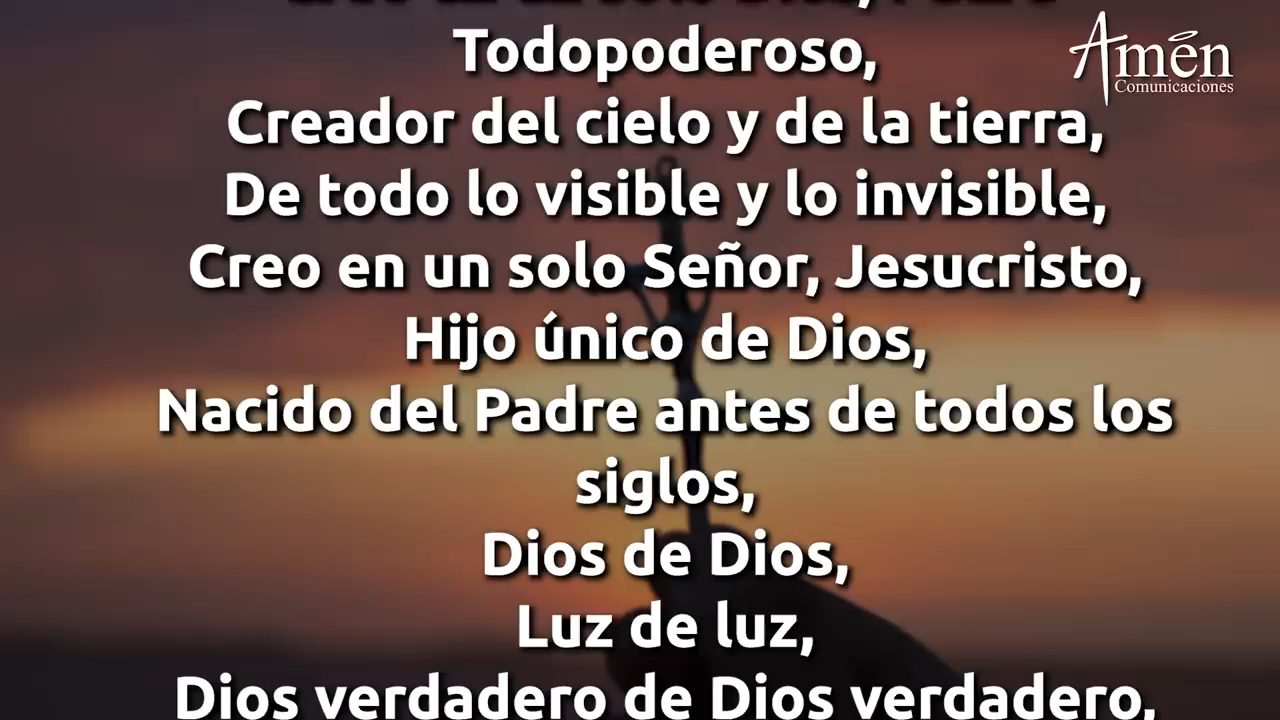 Todopoderoso,
Creador del cielo y de la tierra,
De todo lo visible y lo invisible,
Creo en un solo Señor, Jesucristo,
Hijo único de Dios,
Nacido del Padre antes de todos los
siglos,
Dios de Dios,
Luz de luz,
Dios verdadero de Dios verdadero,
Amén
Comunicaciones